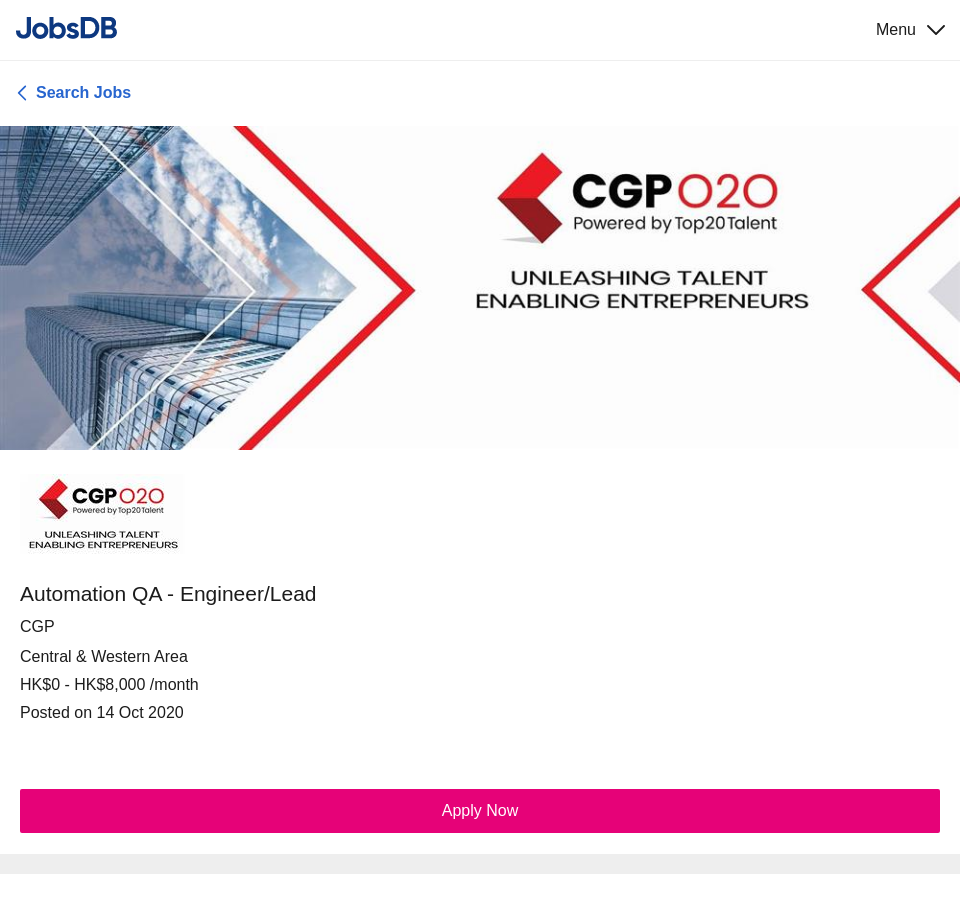 JobsDB
Menu
Search Jobs
CGP O2O
Powered by Top20Talent
UNLEASHING TALENT
ENABLING ENTREPRENEURS
CGP O2O
Powered by Top20Talent
UNLEASHING TALENT
ENABLING ENTREPRENEURS
Automation QA - Engineer/Lead
CGP
Central & Western Area
HK$0 - HK$8,000 /month
Posted on 14 Oct 2020
Apply Now